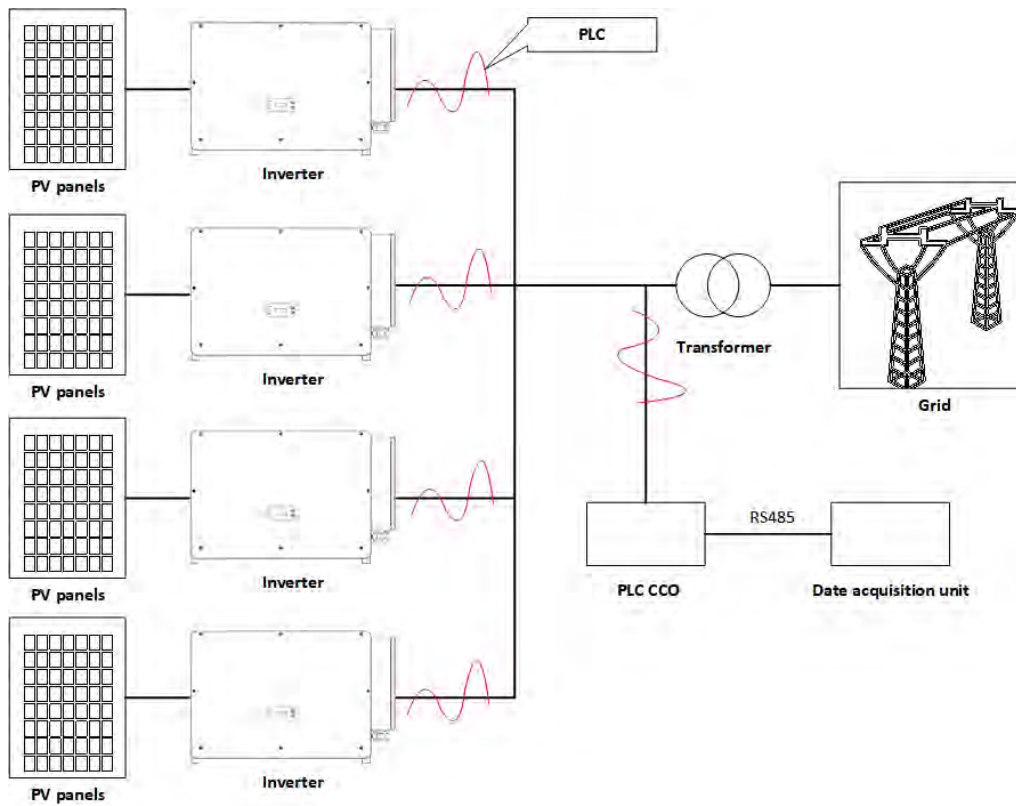 PLC
Inverter
PV panels
Inverter
PV panels
Transformer
Grid
Inverter
PV panels
RS485
PLC CCO
Date acquisition unit
Inverter
PV panels